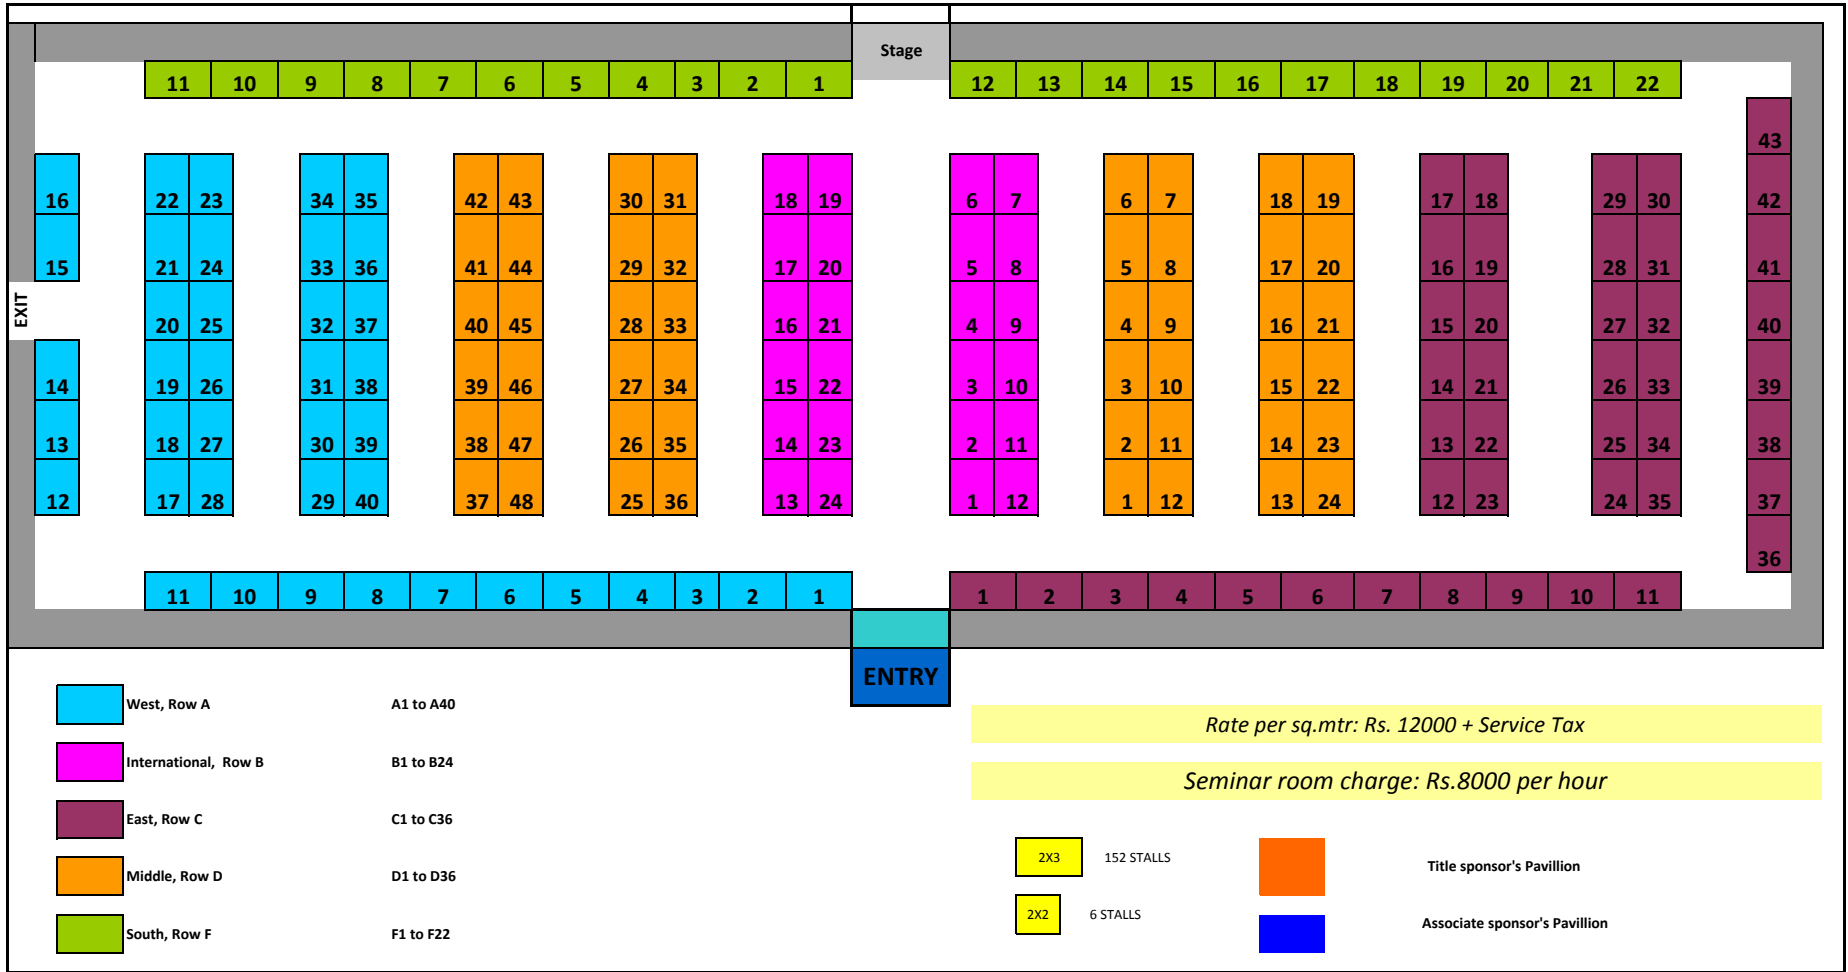 Stage
11 10 9 8 7 6 5 4 3 2 1 12 13 14 15 16 17 18 19 20 21 22
43
16 22 23 34 35 42 43 30 31 18 19 6 7 6 7 18 19 17 18 29 30 42
15 21 24 33 36 41 44 29 32 17 20 5 8 5 8 17 20 16 19 28 31 41
EXIT
20 25 32 37 40 45 28 33 16 21 4 9 4 9 16 21 15 20 27 32 40
14 19 26 31 38 39 46 27 34 15 22 3 10 3 10 15 22 14 21 26 33 39
13 18 27 30 39 38 47 26 35 14 23 2 11 2 11 14 23 13 22 25 34 38
12 17 28 29 40 37 48 25 36 13 24 1 12 1 12 13 24 12 23 24 35 37
36
11 10 9 8 7 6 5 4 3 2 1 1 2 3 4 5 6 7 8 9 10 11
ENTRY
West, Row A A1 to A40
International, Row B B1 to B24
East, Row C C1 to C36
Middle, Row D D1 to D36
South, Row F F1 to F22
Rate per sq.mtr: Rs. 12000 + Service Tax
Seminar room charge: Rs.8000 per hour
2X3 152 STALLS
Title sponsor's Pavillion
2X2 6 STALLS
Associate sponsor's Pavillion